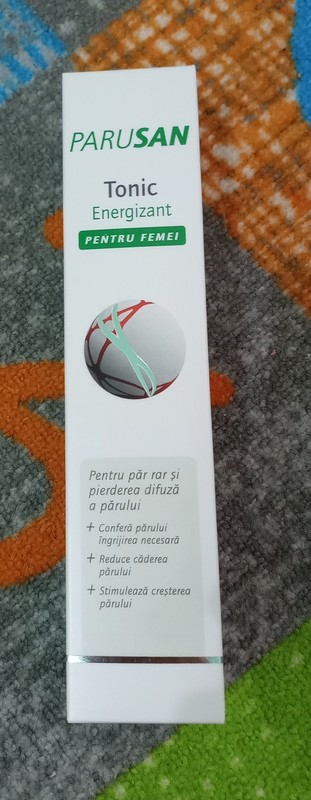 PARUSAN
Tonic
Energizant
PENTRU FEMEI
Pentru păr rar și
pierderea difuză
a părului
+ Conferă părului
îngrijirea necesară
+ Reduce căderea
părului
+ Stimulează creșterea
părului